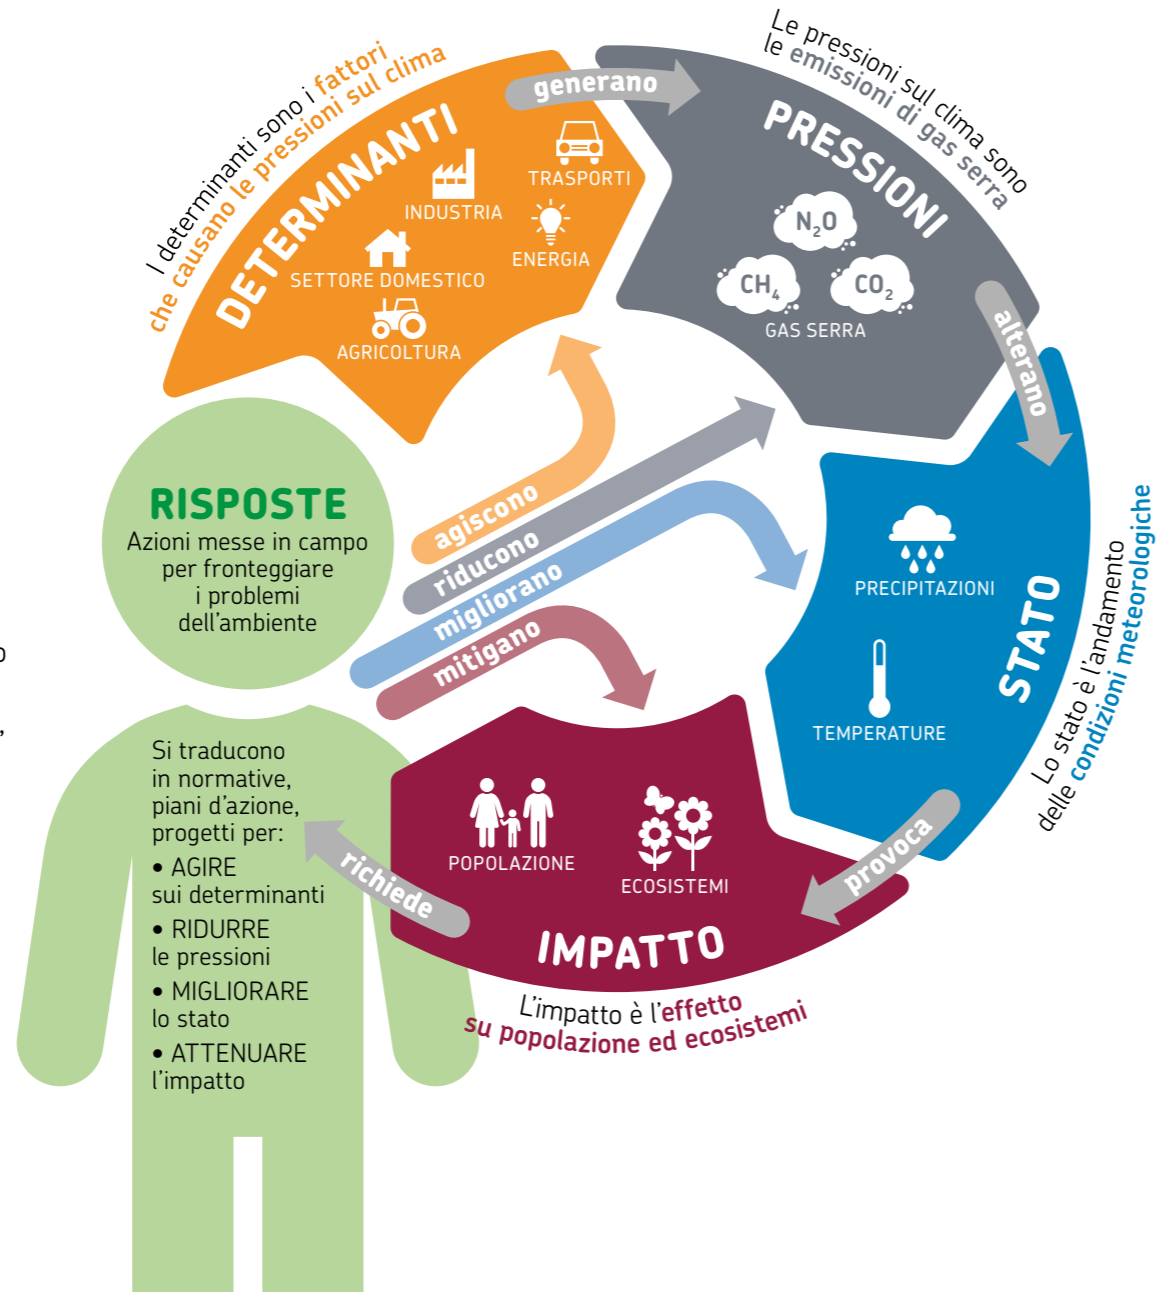 I determinanti sono i fattori
che causano le pressioni sul clima
DETERMINANTI
TRASPORTI
INDUSTRIA
ENERGIA
SETTORE DOMESTICO
AGRICOLTURA
generano
Le pressioni sul clima sono
le emissioni di gas serra
PRESSIONI
N₂O
CH₄
CO₂
GAS SERRA
alterano
STATO
PRECIPITAZIONI
TEMPERATURE
Lo stato è l'andamento
delle condizioni meteorologiche
provoca
IMPATTO
POPOLAZIONE
ECOSISTEMI
L'impatto è l'effetto
su popolazione ed ecosistemi
richiede
RISPOSTE
Azioni messe in campo
per fronteggiare
i problemi
dell'ambiente
agiscono
riducono
migliorano
mitigano
Si traducono
in normative,
piani d'azione,
progetti per:
• AGIRE
sui determinanti
• RIDURRE
le pressioni
• MIGLIORARE
lo stato
• ATTENUARE
l'impatto